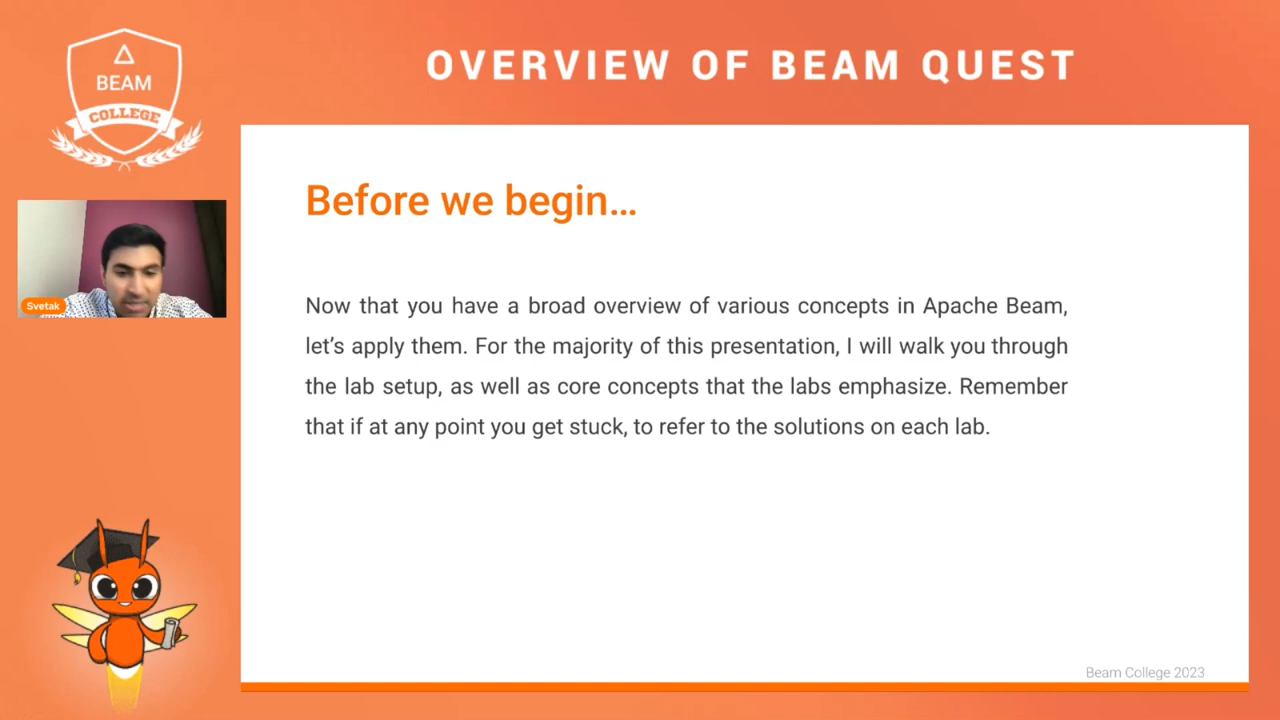 OVERVIEW OF BEAM QUEST
BEAM
COLLEGE
Before we begin...
Svetak
Now that you have a broad overview of various concepts in Apache Beam,
let's apply them. For the majority of this presentation, I will walk you through
the lab setup, as well as core concepts that the labs emphasize. Remember
that if at any point you get stuck, to refer to the solutions on each lab.
Beam College 2023